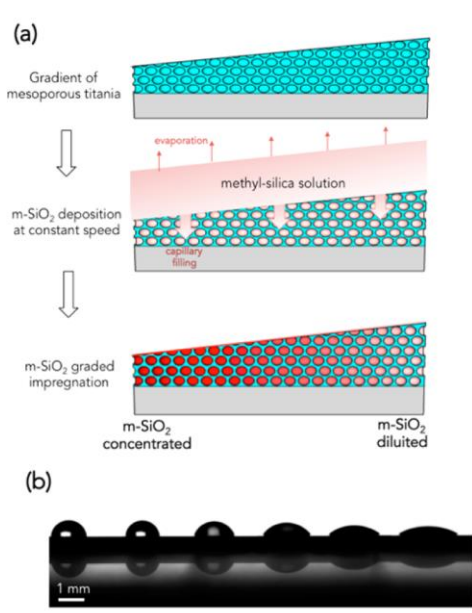 (a)
Gradient of
mesoporous titania
evaporation
methyl-silica solution
m-SiO₂ deposition
at constant speed
capillary
filling
m-SiO₂ graded
impregnation
m-SiO₂
concentrated
m-SiO₂
diluted
(b)
1 mm